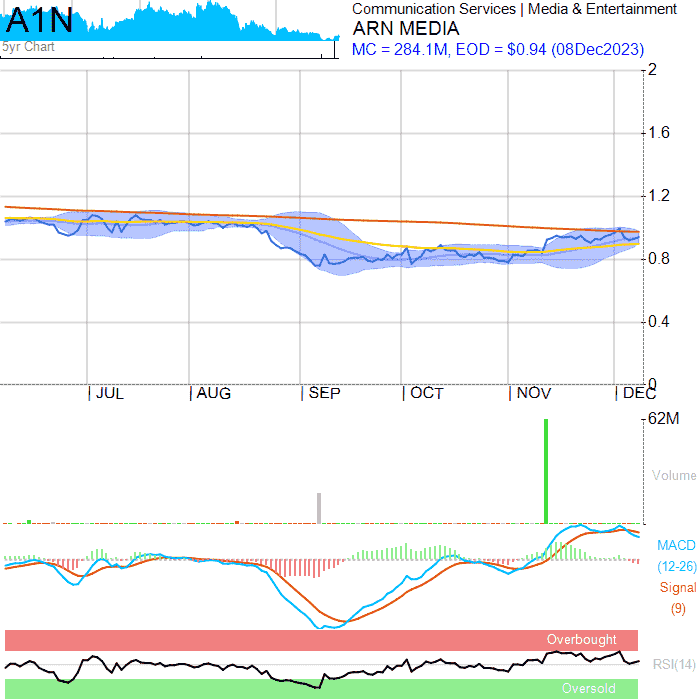 A1N
5yr Chart
Communication Services | Media & Entertainment
ARN MEDIA
MC = 284.1M, EOD = $0.94 (08Dec2023)
2
1.6
1.2
0.8
0.4
0
JUL AUG SEP OCT NOV DEC
62M
Volume
MACD
(12-26)
Signal
(9)
Overbought
RSI(14)
Oversold